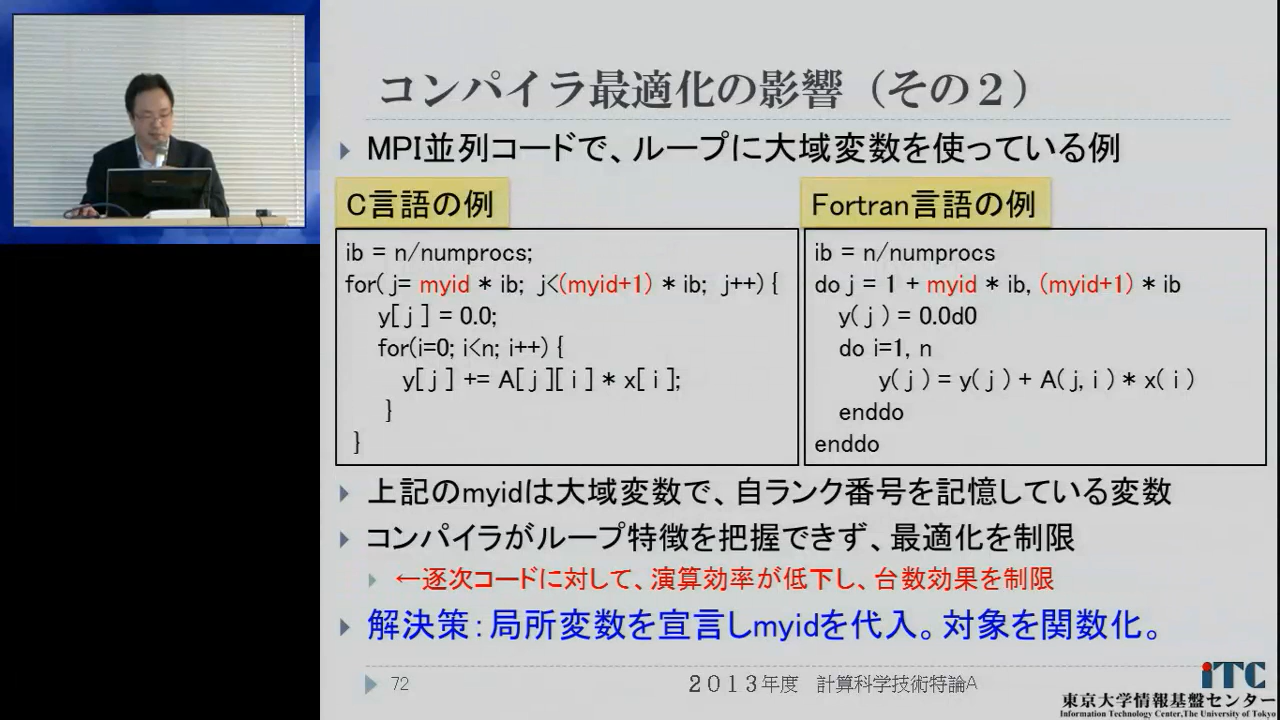 コンパイラ最適化の影響（その２）
MPI並列コードで、ループに大域変数を使っている例
C言語の例
ib = n/numprocs;
for( j= myid * ib; j<(myid+1) * ib; j++) {
y[ j ] = 0.0;
for(i=0; i<n; i++) {
y[ j ] += A[ j ][ i ] * x[ i ];
}
}
Fortran言語の例
ib = n/numprocs
do j = 1 + myid * ib, (myid+1) * ib
y( j ) = 0.0d0
do i=1, n
y( j ) = y( j ) + A( j, i ) * x( i )
enddo
enddo
上記のmyidは大域変数で、自ランク番号を記憶している変数
コンパイラがループ特徴を把握できず、最適化を制限
←逐次コードに対して、演算効率が低下し、台数効果を制限
解決策：局所変数を宣言しmyidを代入。対象を関数化。
72
２０１３年度 計算科学技術特論A
ITC
東京大学情報基盤センター
Information Technology Center,The University of Tokyo